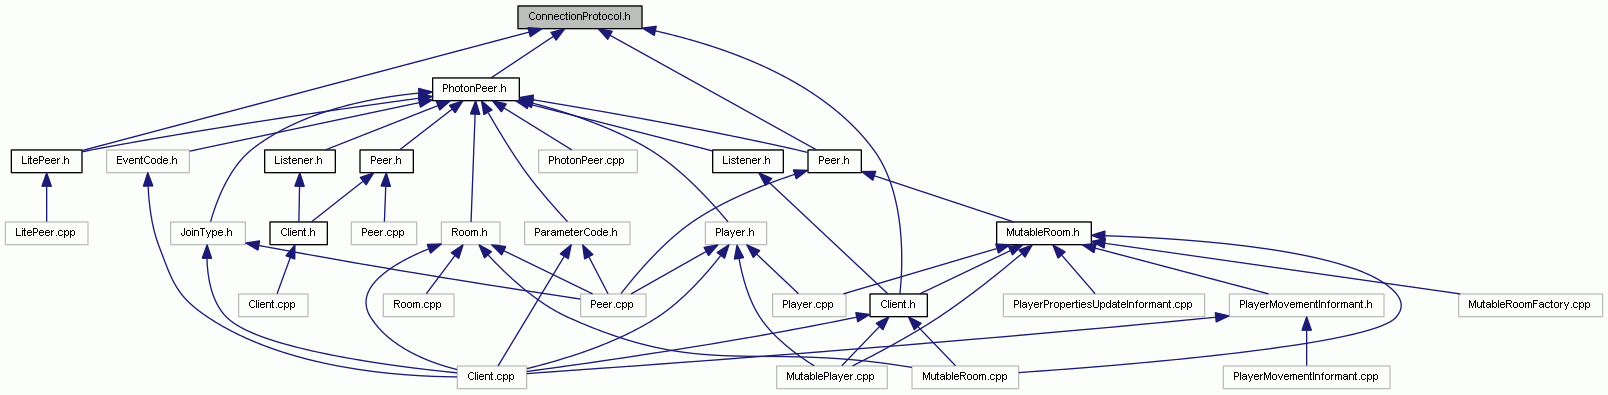 ConnectionProtocol.h
PhotonPeer.h
LitePeer.h
EventCode.h
Listener.h
Peer.h
PhotonPeer.cpp
Listener.h
Peer.h
LitePeer.cpp
JoinType.h
Client.h
Peer.cpp
Room.h
ParameterCode.h
Player.h
MutableRoom.h
Client.cpp
Room.cpp
Peer.cpp
Player.cpp
Client.h
PlayerPropertiesUpdateInformant.cpp
PlayerMovementInformant.h
MutableRoomFactory.cpp
Client.cpp
MutablePlayer.cpp
MutableRoom.cpp
PlayerMovementInformant.cpp